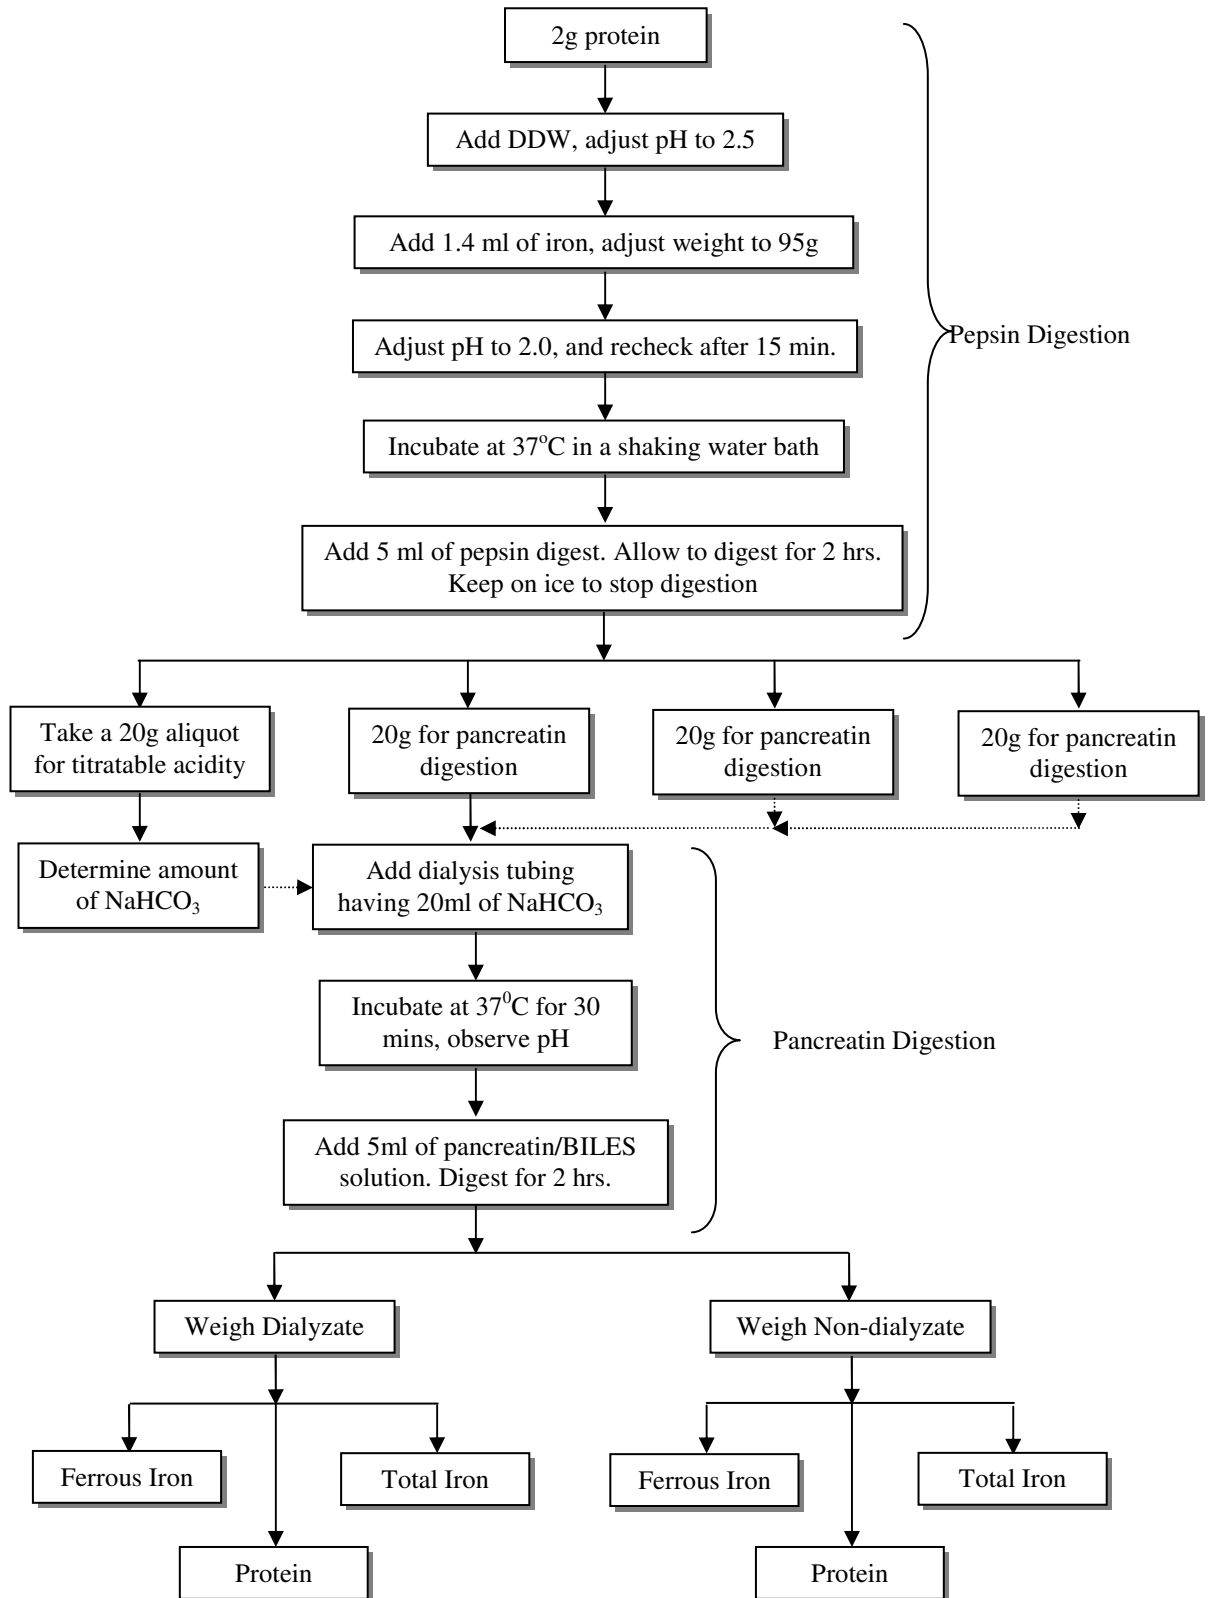 2g protein
Add DDW, adjust pH to 2.5
Add 1.4 ml of iron, adjust weight to 95g
Adjust pH to 2.0, and recheck after 15 min.
Pepsin Digestion
Incubate at 37°C in a shaking water bath
Add 5 ml of pepsin digest. Allow to digest for 2 hrs.
Keep on ice to stop digestion
Take a 20g aliquot
for titratable acidity
20g for pancreatin
digestion
20g for pancreatin
digestion
20g for pancreatin
digestion
Determine amount
of NaHCO₃
Add dialysis tubing
having 20ml of NaHCO₃
Incubate at 37⁰C for 30
mins, observe pH
Pancreatin Digestion
Add 5ml of pancreatin/BILES
solution. Digest for 2 hrs.
Weigh Dialyzate
Weigh Non-dialyzate
Ferrous Iron
Total Iron
Ferrous Iron
Total Iron
Protein
Protein